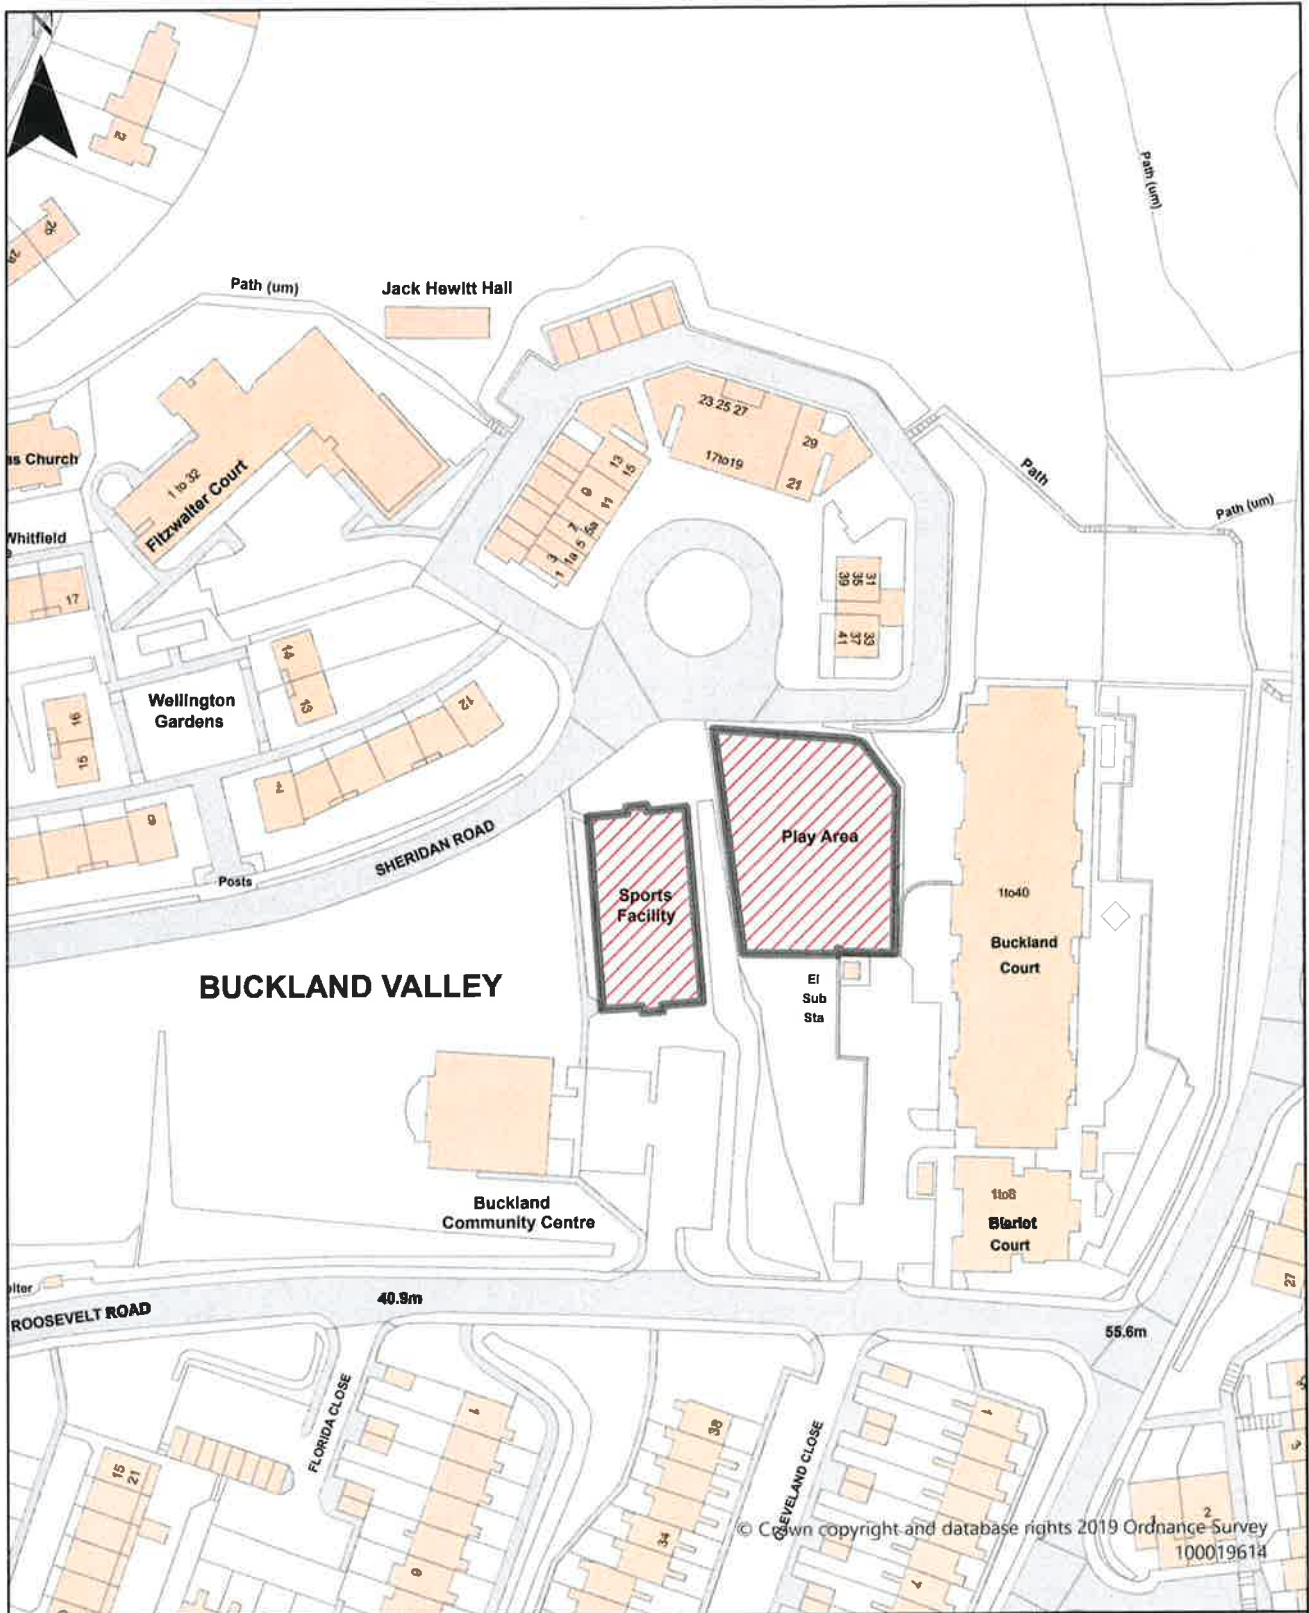 Path (um)
Path (um)
Jack Hewitt Hall
26
23 25 27
29
17to19
21
13
15
9
11
7
5a
5
3
1a
1
as Church
1 to 32
Fitzwalter Court
Path
Path (um)
Whitfield
17
31
35
39
33
37
41
14
13
Wellington
Gardens
12
16
15
7
SHERIDAN ROAD
Posts
Play Area
Sports
Facility
1to40
Buckland
Court
BUCKLAND VALLEY
El
Sub
Sta
Buckland
Community Centre
1to8
Court
27
ROOSEVELT ROAD
40.9m
55.6m
FLORIDA CLOSE
1
38
CLEVELAND CLOSE
1
3
15
21
34
7
1
2
© Crown copyright and database rights 2019 Ordnance Survey
100019614